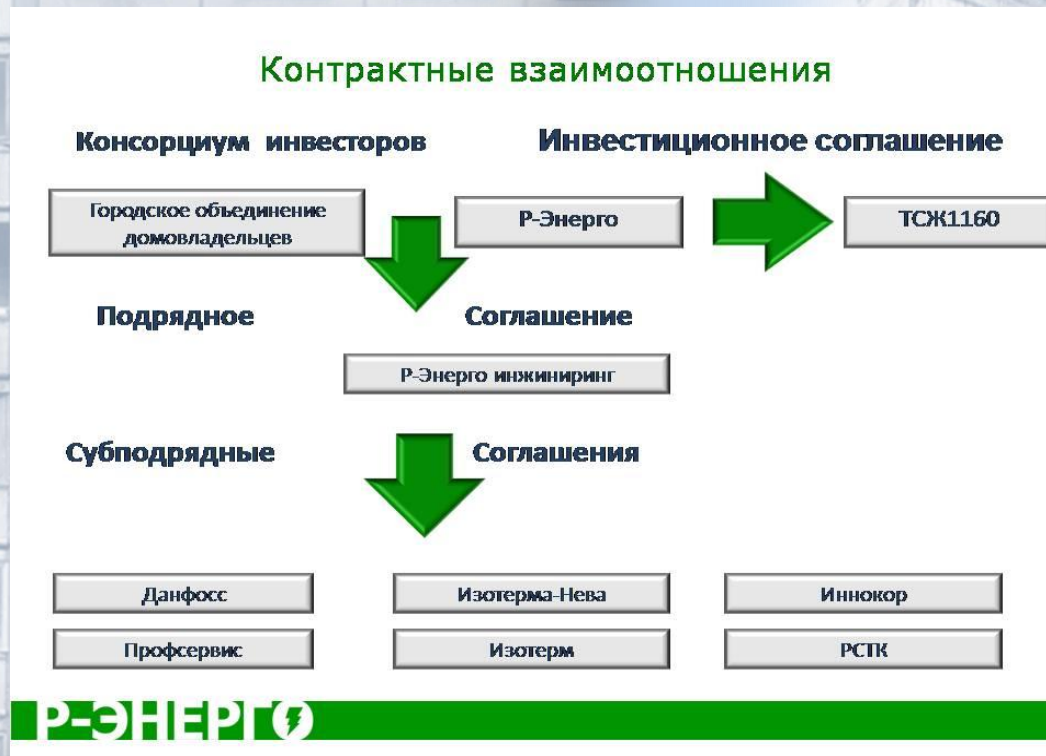 Контрактные взаимоотношения
Консорциум инвесторов
Инвестиционное соглашение
Городское объединение
домовладельцев
Р-Энерго
ТСЖ1160
Подрядное
Соглашение
Р-Энерго инжиниринг
Субподрядные
Соглашения
Данфосс
Изотерма-Нева
Иннокор
Профсервис
Изотерм
РСТК
Р-ЭНЕРГО